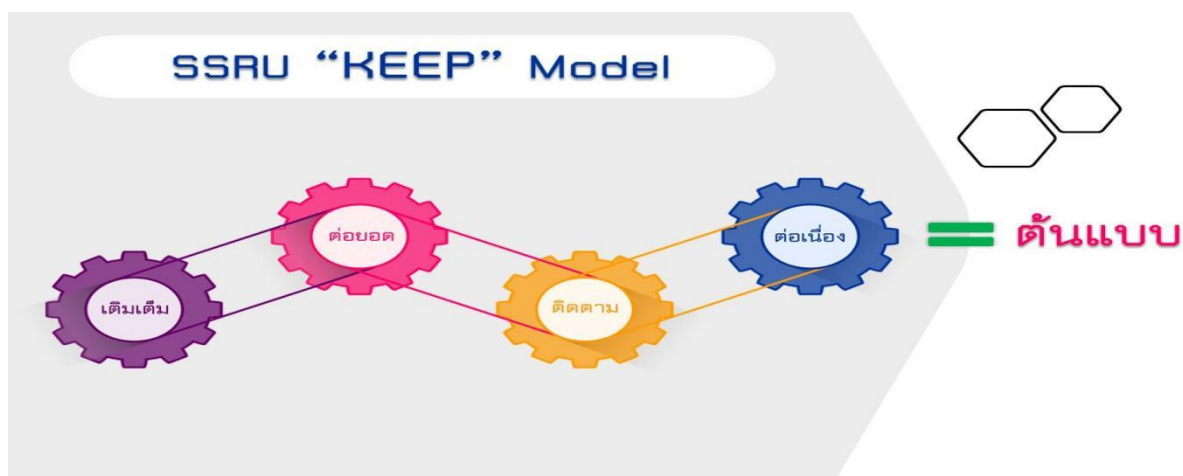 SSRU “KEEP” Model
เติมเต็ม
ต่อยอด
ติดตาม
ต่อเนื่อง
ต้นแบบ